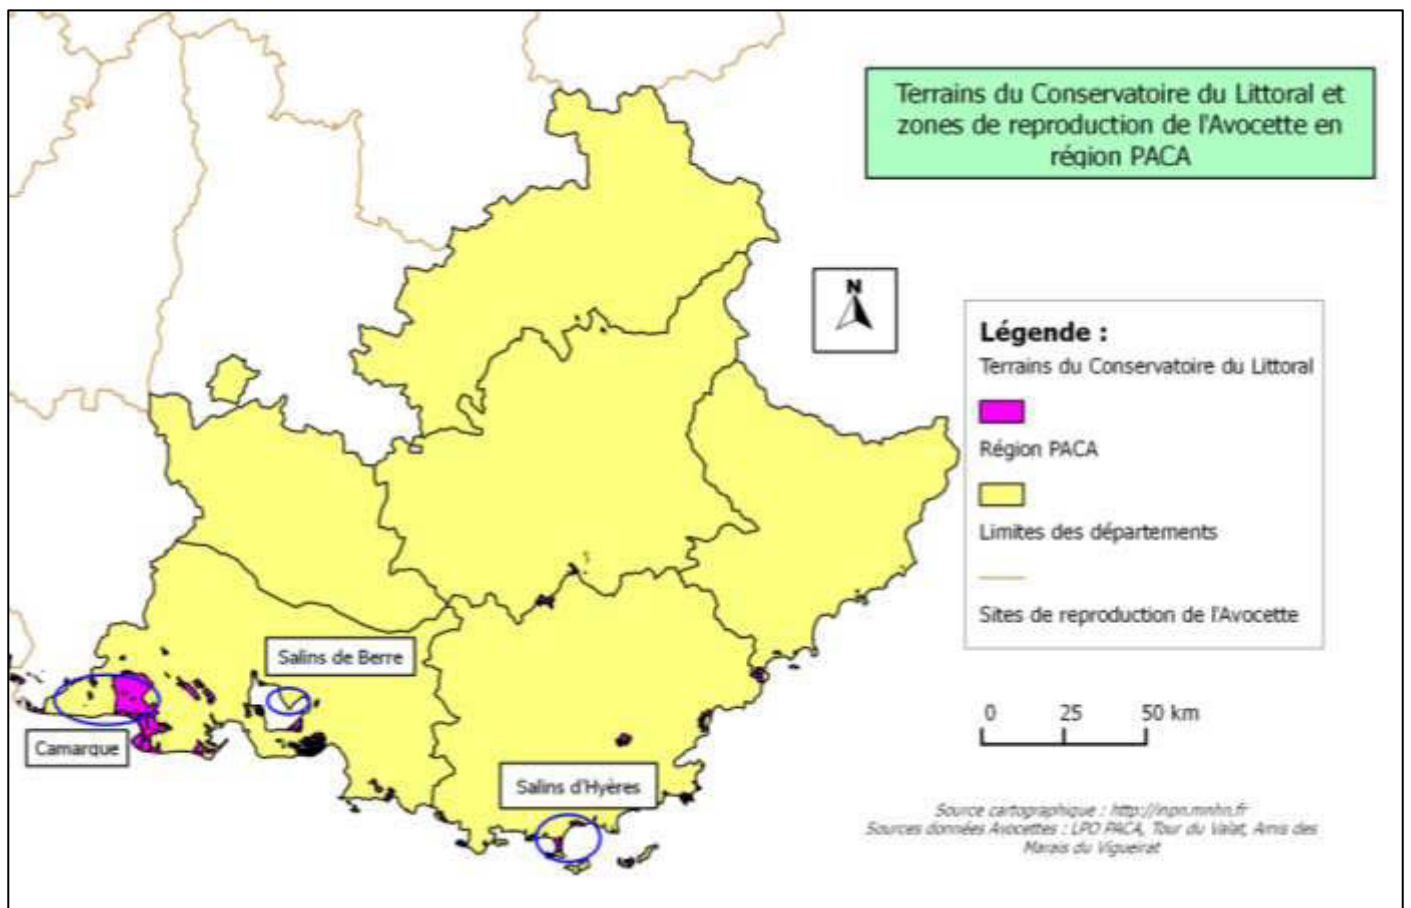 Terrains du Conservatoire du Littoral et
zones de reproduction de l'Avocette en
région PACA
N
Légende :
Terrains du Conservatoire du Littoral
Région PACA
Limites des départements
Sites de reproduction de l'Avocette
Salins de Berre
Camargue
Salins d'Hyères
0 25 50 km
Source cartographique : http://inpn.mnhn.fr
Sources données Avocettes : LPO PACA, Tour du Valat, Amis des
Marais du Vigueirat